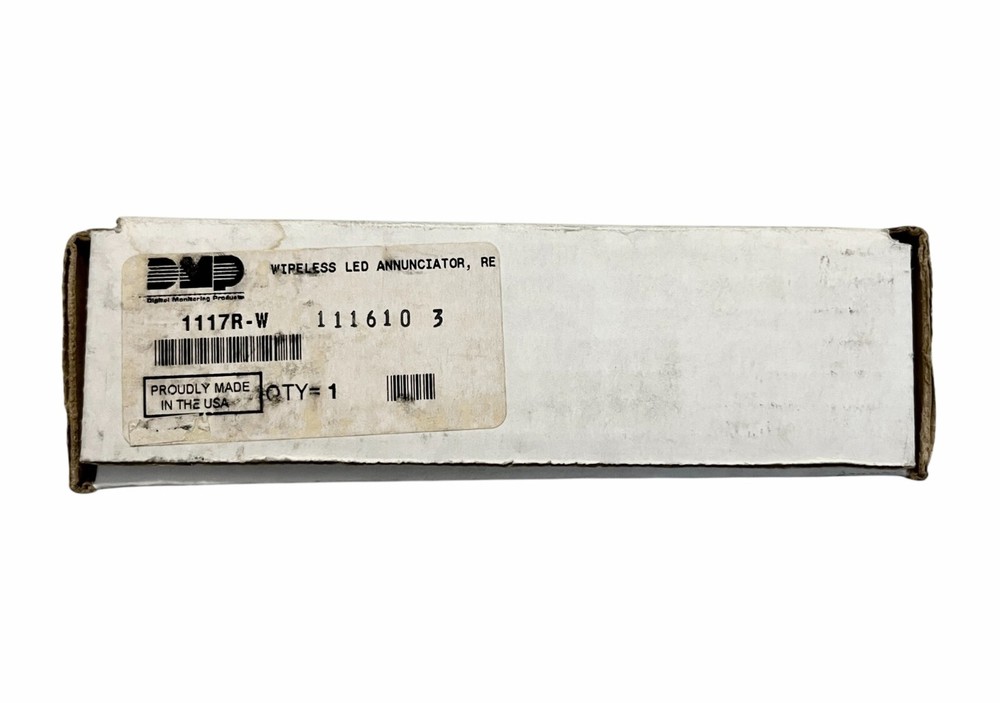 DMP
WIRELESS LED ANNUNCIATOR, RE
Digital Monitoring Products
1117R-W 111610 3
PROUDLY MADE
IN THE USA
QTY= 1